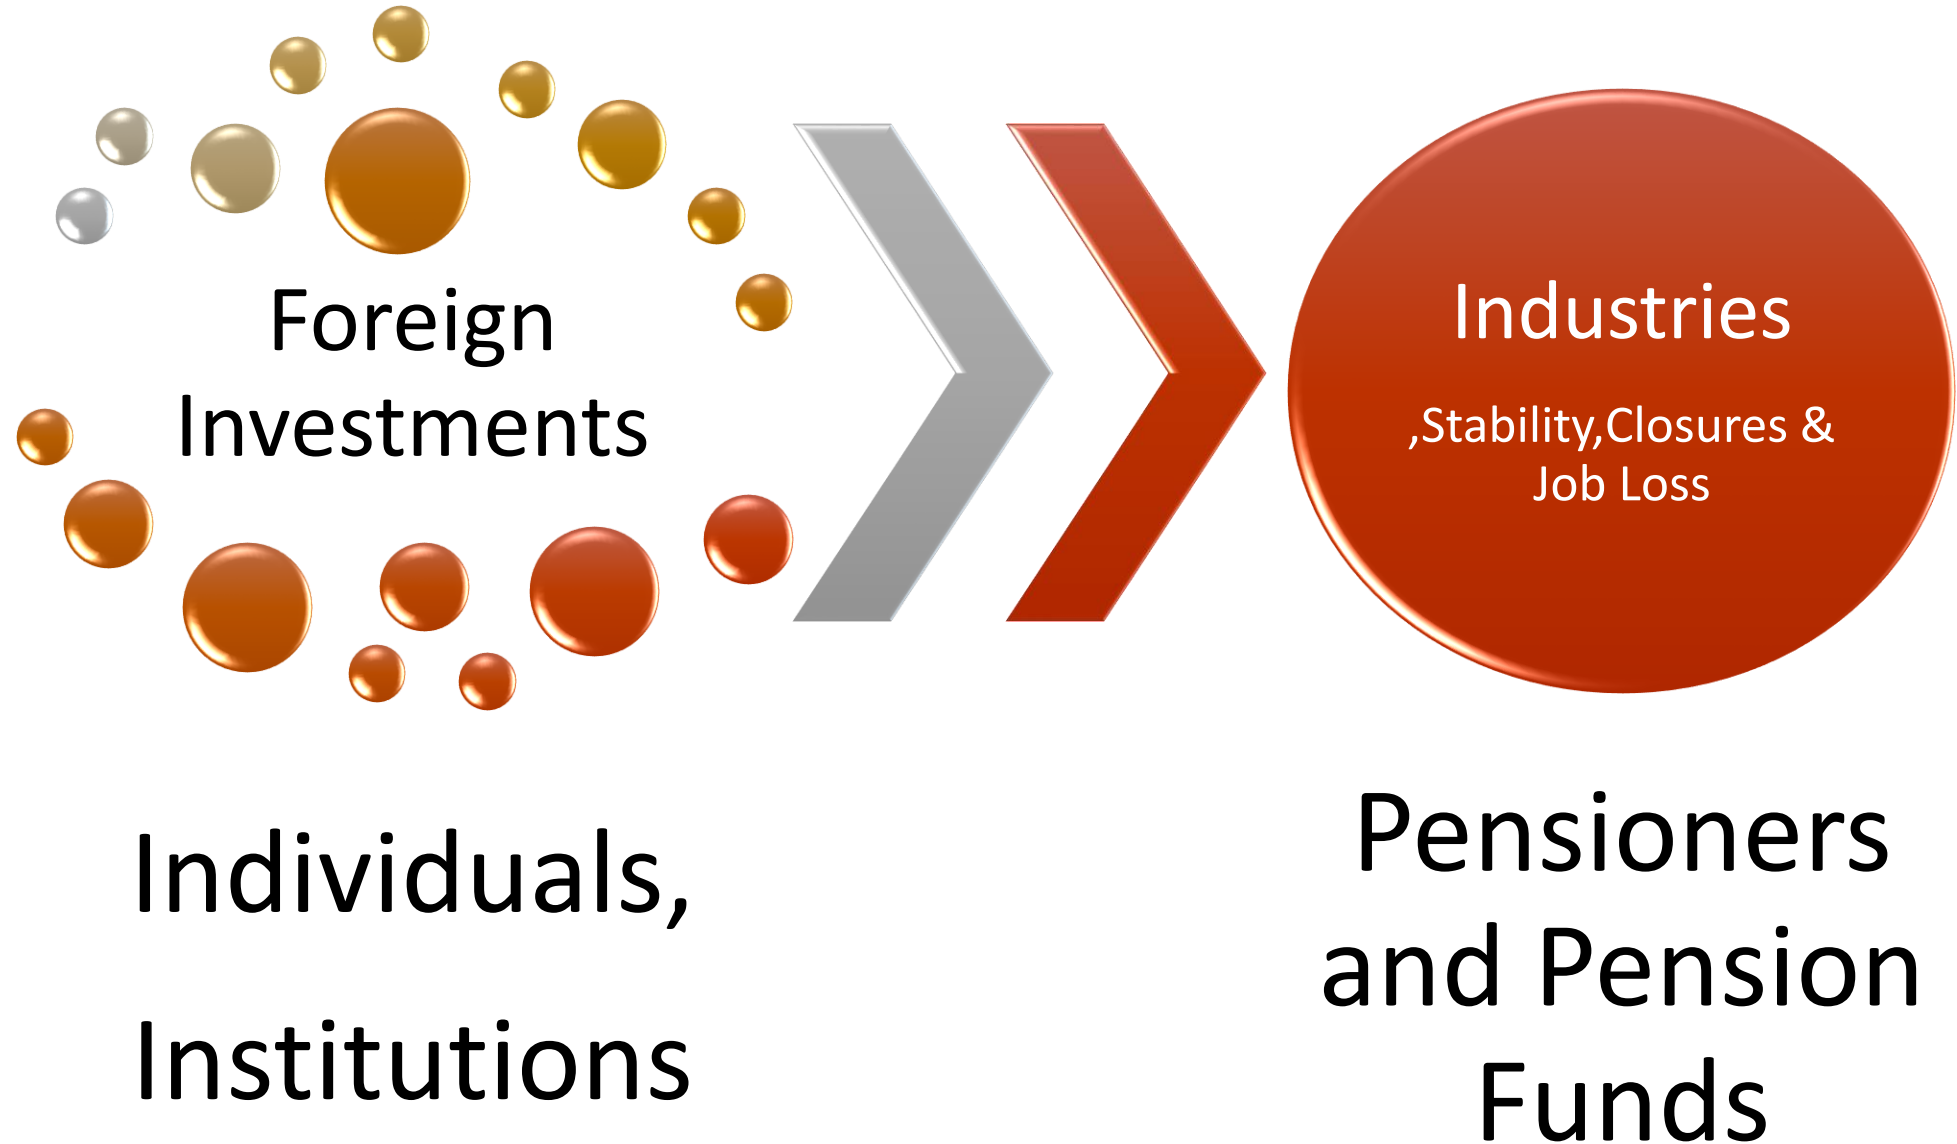 Foreign
Investments
Individuals,
Institutions
Industries
,Stability,Closures &
Job Loss
Pensioners
and Pension
Funds